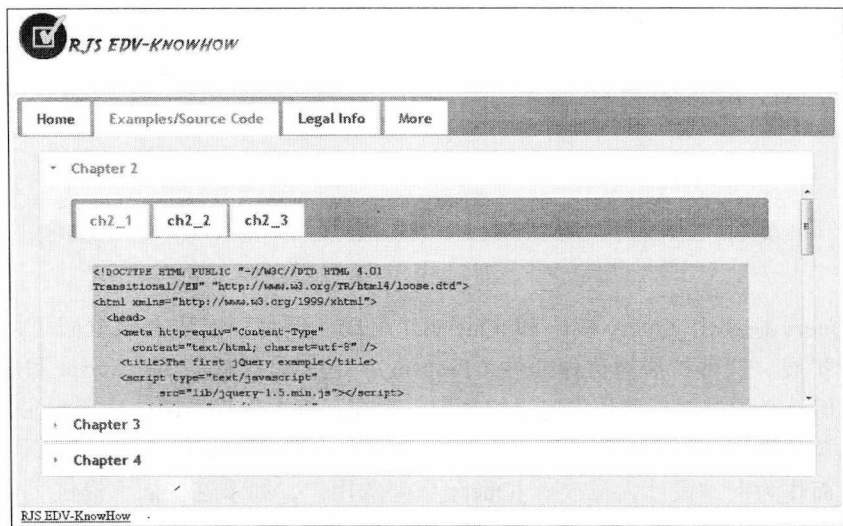 RJS EDV-KNOWHOW
Home Examples/Source Code Legal Info More
Chapter 2
ch2_1 ch2_2 ch2_3
<!DOCTYPE HTML PUBLIC "-//W3C//DTD HTML 4.01
Transitional//EN" "http://www.w3.org/TR/html4/loose.dtd">
<html xmlns="http://www.w3.org/1999/xhtml">
<head>
<meta http-equiv="Content-Type"
content="text/html; charset=utf-8" />
<title>The first jQuery example</title>
<script type="text/javascript"
src="lib/jquery-1.5.min.js"></script>
Chapter 3
Chapter 4
RJS EDV-KnowHow